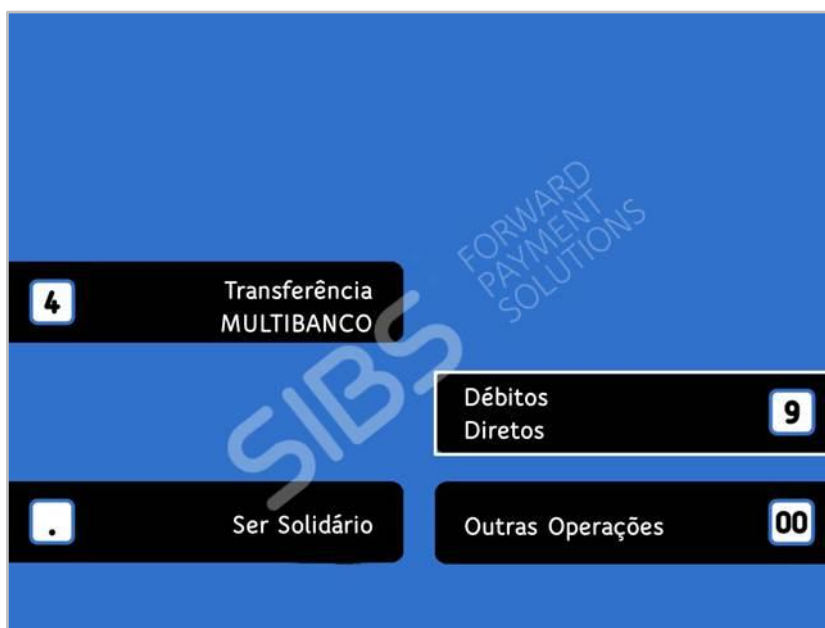 FORWARD
PAYMENT
SOLUTIONS
SIBS
4
Transferência
MULTIBANCO
Débitos
Diretos
9
.
Ser Solidário
Outras Operações
00